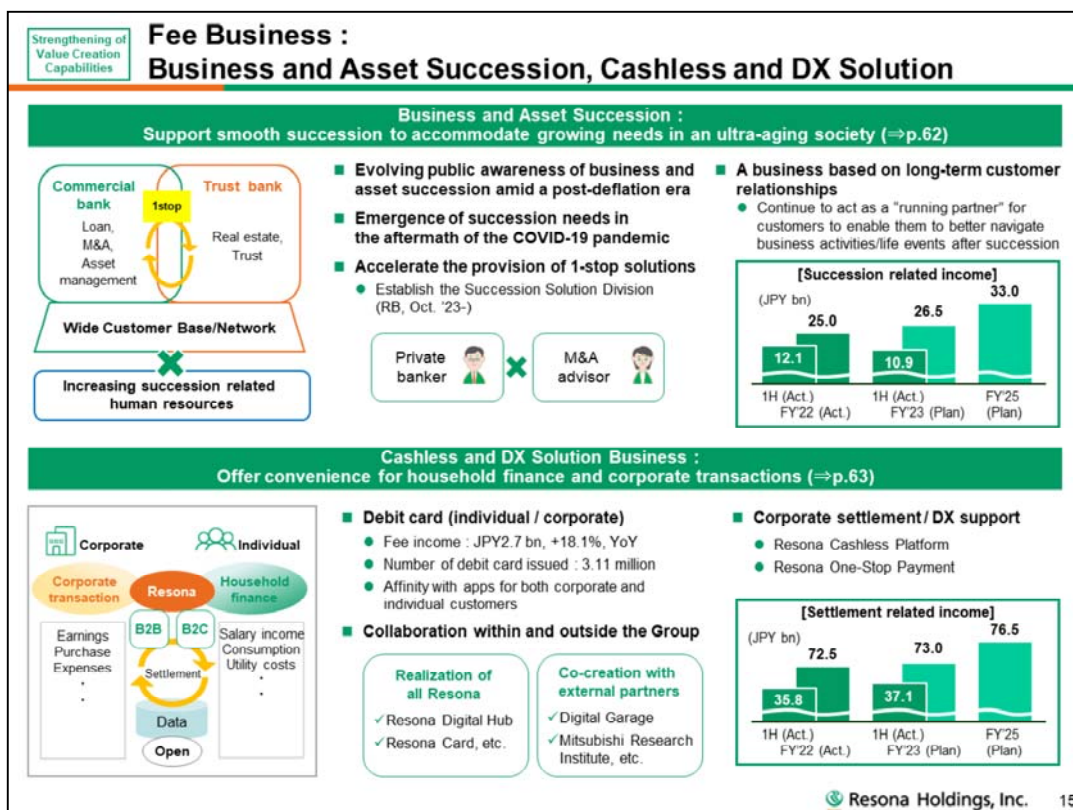 Strengthening of
Value Creation
Capabilities
Fee Business :
Business and Asset Succession, Cashless and DX Solution
Business and Asset Succession :
Support smooth succession to accommodate growing needs in an ultra-aging society (⇒p.62)
Commercial
bank
Trust bank
1stop
Loan,
M&A,
Asset
management
Real estate,
Trust
Wide Customer Base/Network
Increasing succession related
human resources
■ Evolving public awareness of business and
asset succession amid a post-deflation era
■ Emergence of succession needs in
the aftermath of the COVID-19 pandemic
■ Accelerate the provision of 1-stop solutions
● Establish the Succession Solution Division
(RB, Oct. '23-)
Private
banker
M&A
advisor
■ A business based on long-term customer
relationships
● Continue to act as a "running partner" for
customers to enable them to better navigate
business activities/life events after succession
[Succession related income]
(JPY bn)
12.1
25.0
10.9
26.5
33.0
1H (Act.) 1H (Act.) FY'25
FY'22 (Act.) FY'23 (Plan) (Plan)
Cashless and DX Solution Business :
Offer convenience for household finance and corporate transactions (⇒p.63)
Corporate
Individual
Corporate
transaction
Resona
Household
finance
B2B
B2C
Earnings
Purchase
Expenses
・
・
Settlement
Salary income
Consumption
Utility costs
・
・
Data
Open
■ Debit card (individual / corporate)
● Fee income : JPY2.7 bn, +18.1%, YoY
● Number of debit card issued : 3.11 million
● Affinity with apps for both corporate and
individual customers
■ Collaboration within and outside the Group
Realization of
all Resona
✓Resona Digital Hub
✓Resona Card, etc.
Co-creation with
external partners
✓Digital Garage
✓Mitsubishi Research
Institute, etc.
■ Corporate settlement/ DX support
● Resona Cashless Platform
● Resona One-Stop Payment
[Settlement related income]
(JPY bn)
35.8
72.5
37.1
73.0
76.5
1H (Act.) 1H (Act.) FY'25
FY'22 (Act.) FY'23 (Plan) (Plan)
Resona Holdings, Inc. 15